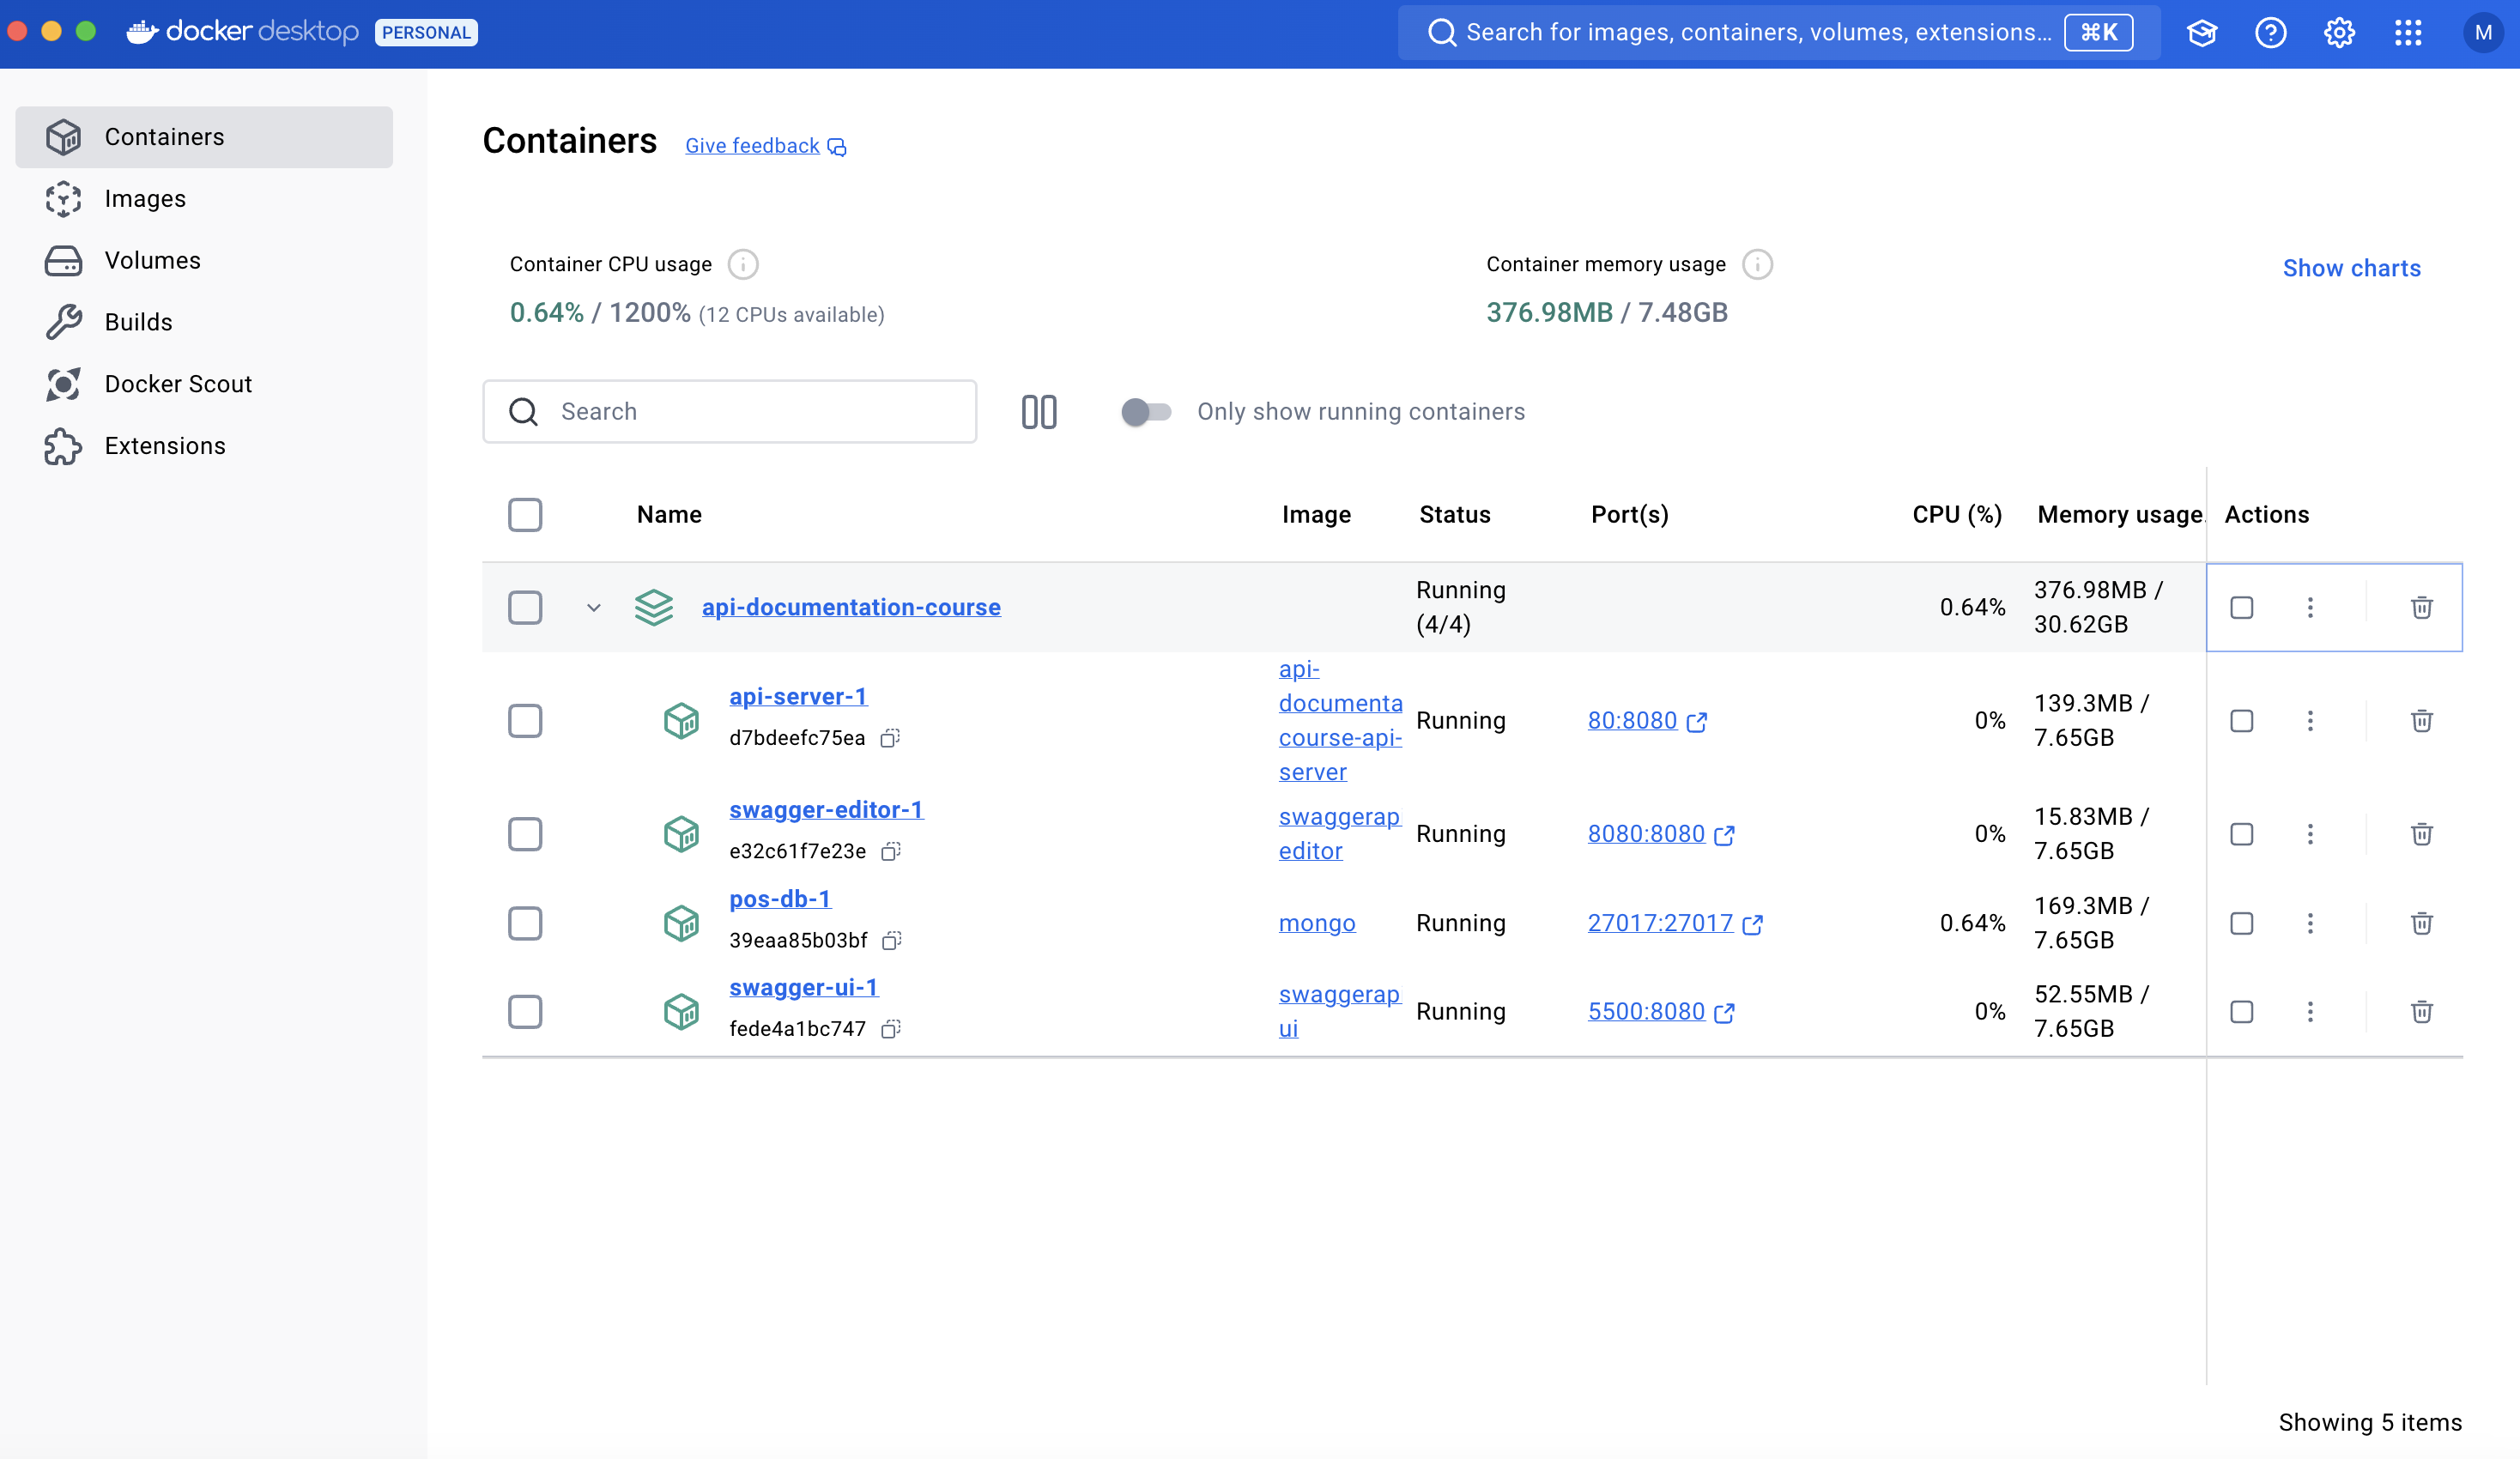 docker desktop PERSONAL
Search for images, containers, volumes, extensions... ⌘K
M
Containers
Images
Volumes
Builds
Docker Scout
Extensions
Containers Give feedback
Container CPU usage
0.64% / 1200% (12 CPUs available)
Container memory usage
376.98MB / 7.48GB
Show charts
Search
Only show running containers
Name Image Status Port(s) CPU (%) Memory usage. Actions
api-documentation-course
Running
(4/4)
0.64%
376.98MB /
30.62GB
api-server-1
d7bdeefc75ea
api-
documenta
course-api-
server
Running
80:8080
0%
139.3MB /
7.65GB
swagger-editor-1
e32c61f7e23e
swaggerap
editor
Running
8080:8080
0%
15.83MB /
7.65GB
pos-db-1
39eaa85b03bf
mongo
Running
27017:27017
0.64%
169.3MB /
7.65GB
swagger-ui-1
fede4a1bc747
swaggerap
ui
Running
5500:8080
0%
52.55MB /
7.65GB
Showing 5 items